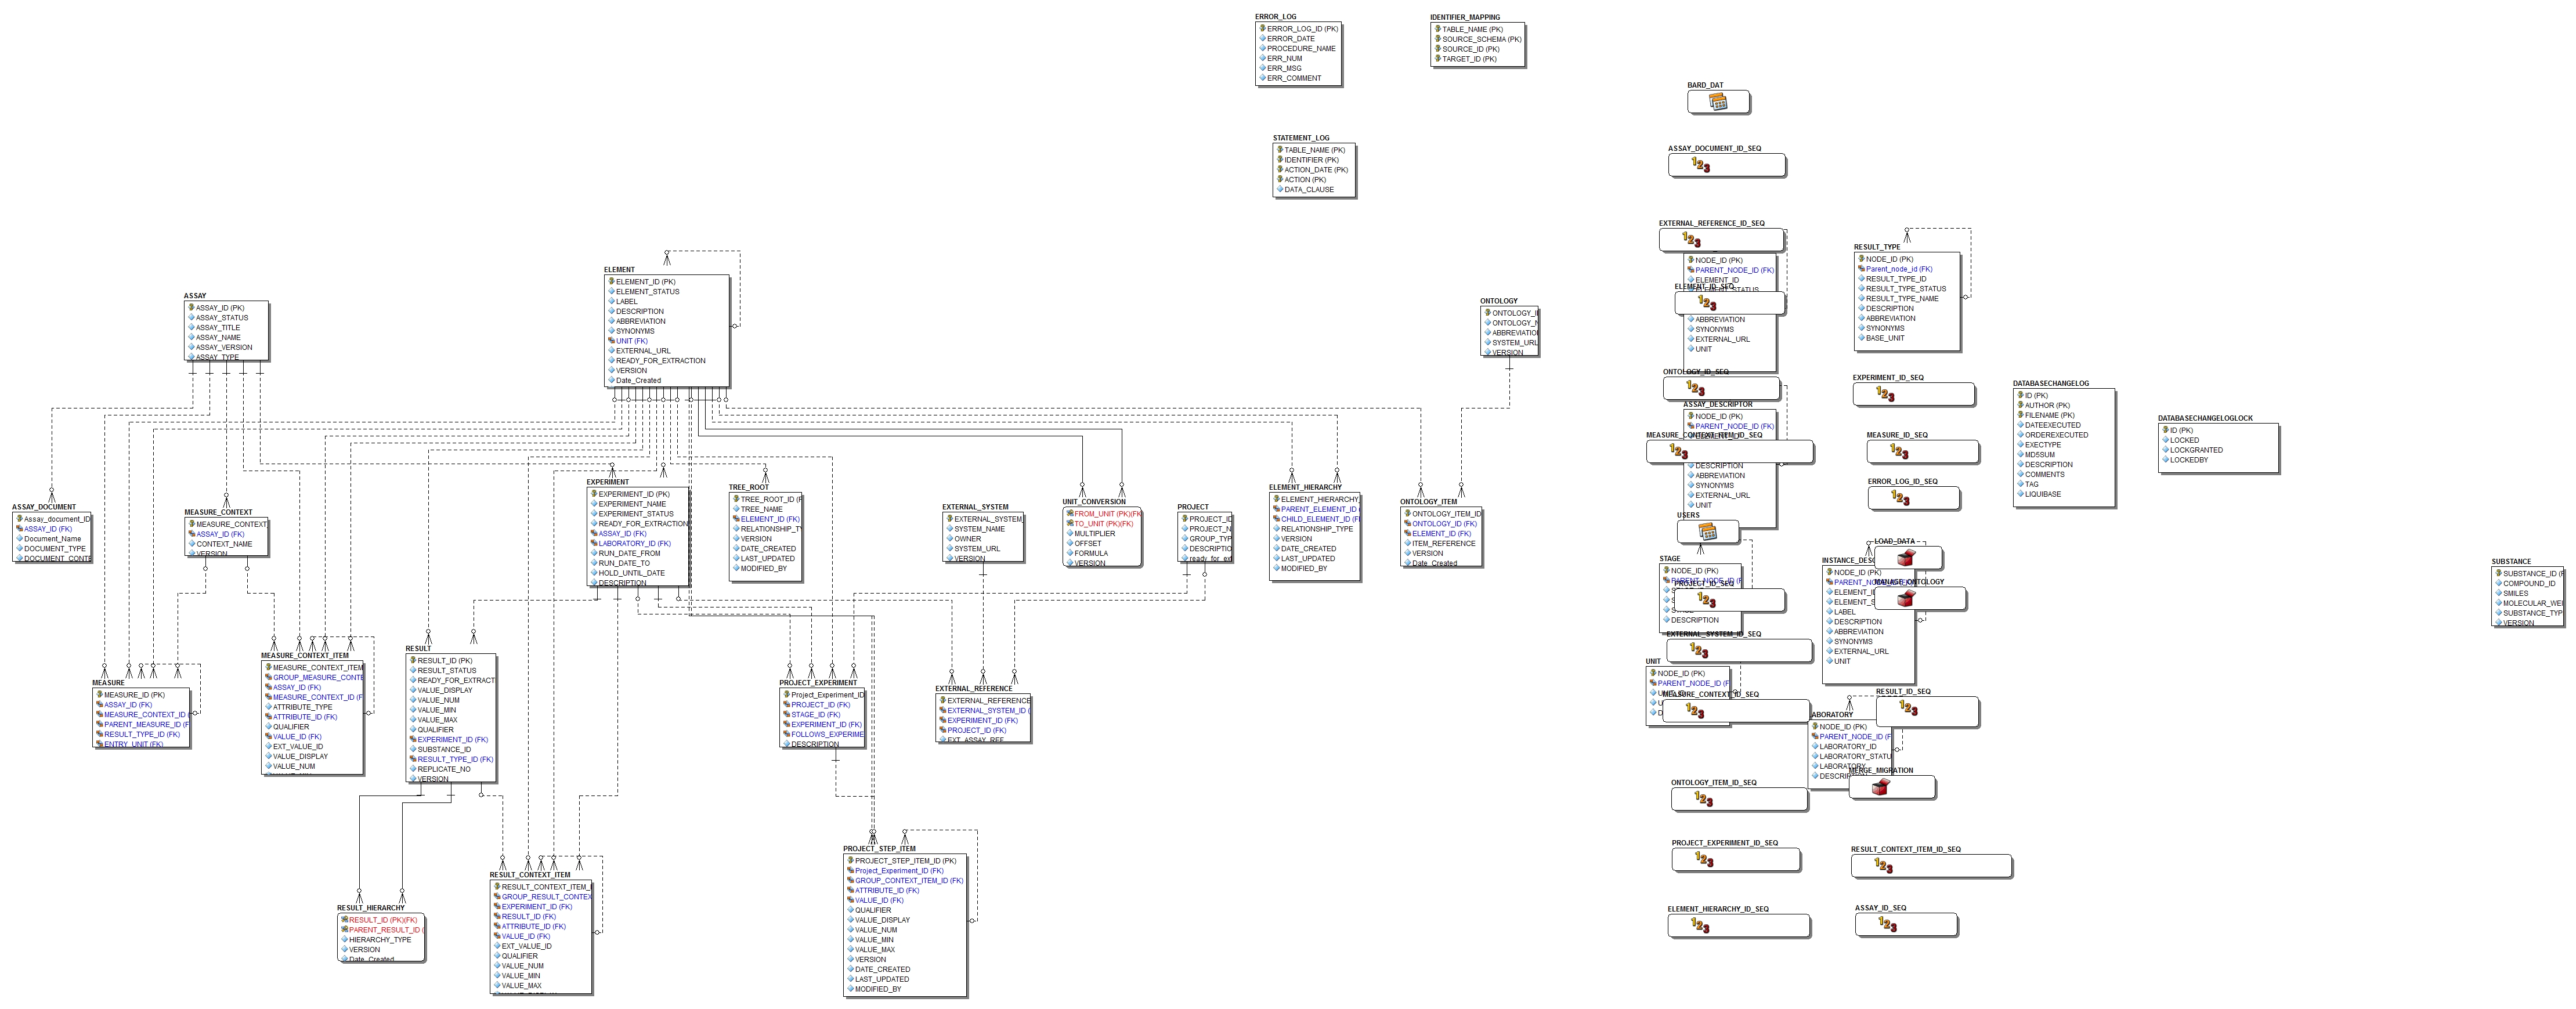 ERROR_LOG
ERROR_LOG_ID (PK)
ERROR_DATE
PROCEDURE_NAME
ERR_NUM
ERR_MSG
ERR_COMMENT
IDENTIFIER_MAPPING
TABLE_NAME (PK)
SOURCE_SCHEMA (PK)
SOURCE_ID (PK)
TARGET_ID (PK)
BARD_DAT
STATEMENT_LOG
TABLE_NAME (PK)
IDENTIFIER (PK)
ACTION_DATE (PK)
ACTION (PK)
DATA_CLAUSE
ASSAY_DOCUMENT_ID_SEQ
123
EXTERNAL_REFERENCE_ID_SEQ
123
NODE_ID (PK)
PARENT_NODE_ID (FK)
ELEMENT_ID
ELEMENT_ID_SEQ
123
ABBREVIATION
SYNONYMS
EXTERNAL_URL
UNIT
RESULT_TYPE
NODE_ID (PK)
Parent_node_id (FK)
RESULT_TYPE_ID
RESULT_TYPE_STATUS
RESULT_TYPE_NAME
DESCRIPTION
ABBREVIATION
SYNONYMS
BASE_UNIT
ELEMENT
ELEMENT_ID (PK)
ELEMENT_STATUS
LABEL
DESCRIPTION
ABBREVIATION
SYNONYMS
UNIT (FK)
EXTERNAL_URL
READY_FOR_EXTRACTION
VERSION
Date_Created
ASSAY
ASSAY_ID (PK)
ASSAY_STATUS
ASSAY_TITLE
ASSAY_NAME
ASSAY_VERSION
ASSAY_TYPE
ONTOLOGY
ONTOLOGY_I
ONTOLOGY_N
ABBREVIATIO
SYSTEM_URL
VERSION
ONTOLOGY_ID_SEQ
123
EXPERIMENT_ID_SEQ
123
DATABASECHANGELOG
ID (PK)
AUTHOR (PK)
FILENAME (PK)
DATEEXECUTED
ORDEREXECUTED
EXECTYPE
MD5SUM
DESCRIPTION
COMMENTS
TAG
LIQUIBASE
DATABASECHANGELOGLOCK
ID (PK)
LOCKED
LOCKGRANTED
LOCKEDBY
ASSAY_DESCRIPTOR
NODE_ID (PK)
PARENT_NODE_ID (FK)
MEASURE_CONTEXT_ITEM_ID_SEQ
123
DESCRIPTION
ABBREVIATION
SYNONYMS
EXTERNAL_URL
UNIT
MEASURE_ID_SEQ
123
ERROR_LOG_ID_SEQ
123
USERS
ASSAY_DOCUMENT
Assay_document_ID
ASSAY_ID (FK)
Document_Name
DOCUMENT_TYPE
DOCUMENT_CONTE
MEASURE_CONTEXT
MEASURE_CONTEXT
ASSAY_ID (FK)
CONTEXT_NAME
VERSION
EXPERIMENT
EXPERIMENT_ID (PK)
EXPERIMENT_NAME
EXPERIMENT_STATUS
READY_FOR_EXTRACTION
ASSAY_ID (FK)
LABORATORY_ID (FK)
RUN_DATE_FROM
RUN_DATE_TO
HOLD_UNTIL_DATE
DESCRIPTION
TREE_ROOT
TREE_ROOT_ID (P
TREE_NAME
ELEMENT_ID (FK)
RELATIONSHIP_TY
VERSION
DATE_CREATED
LAST_UPDATED
MODIFIED_BY
EXTERNAL_SYSTEM
EXTERNAL_SYSTEM_
SYSTEM_NAME
OWNER
SYSTEM_URL
VERSION
UNIT_CONVERSION
FROM_UNIT (PK)(FK
TO_UNIT (PK)(FK)
MULTIPLIER
OFFSET
FORMULA
VERSION
PROJECT
PROJECT_ID
PROJECT_N
GROUP_TYP
DESCRIPTIO
ready_for_ext
ELEMENT_HIERARCHY
ELEMENT_HIERARCHY_
PARENT_ELEMENT_ID (
CHILD_ELEMENT_ID (F
RELATIONSHIP_TYPE
VERSION
DATE_CREATED
LAST_UPDATED
MODIFIED_BY
ONTOLOGY_ITEM
ONTOLOGY_ITEM_ID
ONTOLOGY_ID (FK)
ELEMENT_ID (FK)
ITEM_REFERENCE
VERSION
Date_Created
STAGE
NODE_ID (PK)
PROJECT_ID_SEQ
123
DESCRIPTION
LOAD_DATA
NODE_ID (PK)
MANAGE_ONTOLOGY
LABEL
DESCRIPTION
ABBREVIATION
SYNONYMS
EXTERNAL_URL
UNIT
SUBSTANCE
SUBSTANCE_ID (F
COMPOUND_ID
SMILES
MOLECULAR_WEI
SUBSTANCE_TYP
VERSION
EXTERNAL_SYSTEM_ID_SEQ
123
UNIT
NODE_ID (PK)
PARENT_NODE_ID (F
MEASURE_CONTEXT_ID_SEQ
123
RESULT_ID_SEQ
123
NODE_ID (PK)
PARENT_NODE_ID (F
LABORATORY_ID
LABORATORY_STATU
LABORATORY
MERGE_MIGRATION
MEASURE
MEASURE_ID (PK)
ASSAY_ID (FK)
MEASURE_CONTEXT_ID (
PARENT_MEASURE_ID (F
RESULT_TYPE_ID (FK)
ENTRY_UNIT (FK)
MEASURE_CONTEXT_ITEM
MEASURE_CONTEXT_ITEM
GROUP_MEASURE_CONTE
ASSAY_ID (FK)
MEASURE_CONTEXT_ID (F
ATTRIBUTE_TYPE
ATTRIBUTE_ID (FK)
QUALIFIER
VALUE_ID (FK)
EXT_VALUE_ID
VALUE_DISPLAY
VALUE_NUM
RESULT
RESULT_ID (PK)
RESULT_STATUS
READY_FOR_EXTRACT
VALUE_DISPLAY
VALUE_NUM
VALUE_MIN
VALUE_MAX
QUALIFIER
EXPERIMENT_ID (FK)
SUBSTANCE_ID
RESULT_TYPE_ID (FK)
REPLICATE_NO
VERSION
PROJECT_EXPERIMENT
Project_Experiment_ID
PROJECT_ID (FK)
STAGE_ID (FK)
EXPERIMENT_ID (FK)
FOLLOWS_EXPERIME
DESCRIPTION
EXTERNAL_REFERENCE
EXTERNAL_REFERENCE
EXTERNAL_SYSTEM_ID (
EXPERIMENT_ID (FK)
PROJECT_ID (FK)
EXT_ASSAY_REF
ONTOLOGY_ITEM_ID_SEQ
123
PROJECT_EXPERIMENT_ID_SEQ
123
RESULT_CONTEXT_ITEM_ID_SEQ
123
ELEMENT_HIERARCHY_ID_SEQ
123
ASSAY_ID_SEQ
123
RESULT_HIERARCHY
RESULT_ID (PK)(FK)
PARENT_RESULT_ID (
HIERARCHY_TYPE
VERSION
Date_Created
RESULT_CONTEXT_ITEM
RESULT_CONTEXT_ITEM_I
GROUP_RESULT_CONTEX
EXPERIMENT_ID (FK)
RESULT_ID (FK)
ATTRIBUTE_ID (FK)
VALUE_ID (FK)
EXT_VALUE_ID
QUALIFIER
VALUE_NUM
VALUE_MIN
VALUE_MAX
PROJECT_STEP_ITEM
PROJECT_STEP_ITEM_ID (PK)
Project_Experiment_ID (FK)
GROUP_CONTEXT_ITEM_ID (FK)
ATTRIBUTE_ID (FK)
VALUE_ID (FK)
QUALIFIER
VALUE_DISPLAY
VALUE_NUM
VALUE_MIN
VALUE_MAX
VERSION
DATE_CREATED
LAST_UPDATED
MODIFIED_BY